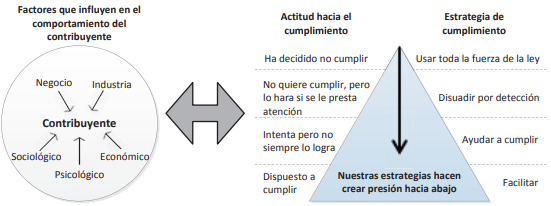 Factores que influyen en el
comportamiento del
contribuyente
Negocio
Industria
Contribuyente
Sociológico
Económico
Psicológico
Actitud hacia el
cumplimiento
Estrategia de
cumplimiento
Ha decidido no cumplir
Usar toda la fuerza de la ley
No quiere cumplir, pero
lo hara si se le presta
atención
Disuadir por detección
Intenta pero no
siempre lo logra
Ayudar a cumplir
Dispuesto a
cumplir
Nuestras estrategias hacen
crear presión hacia abajo
Facilitar